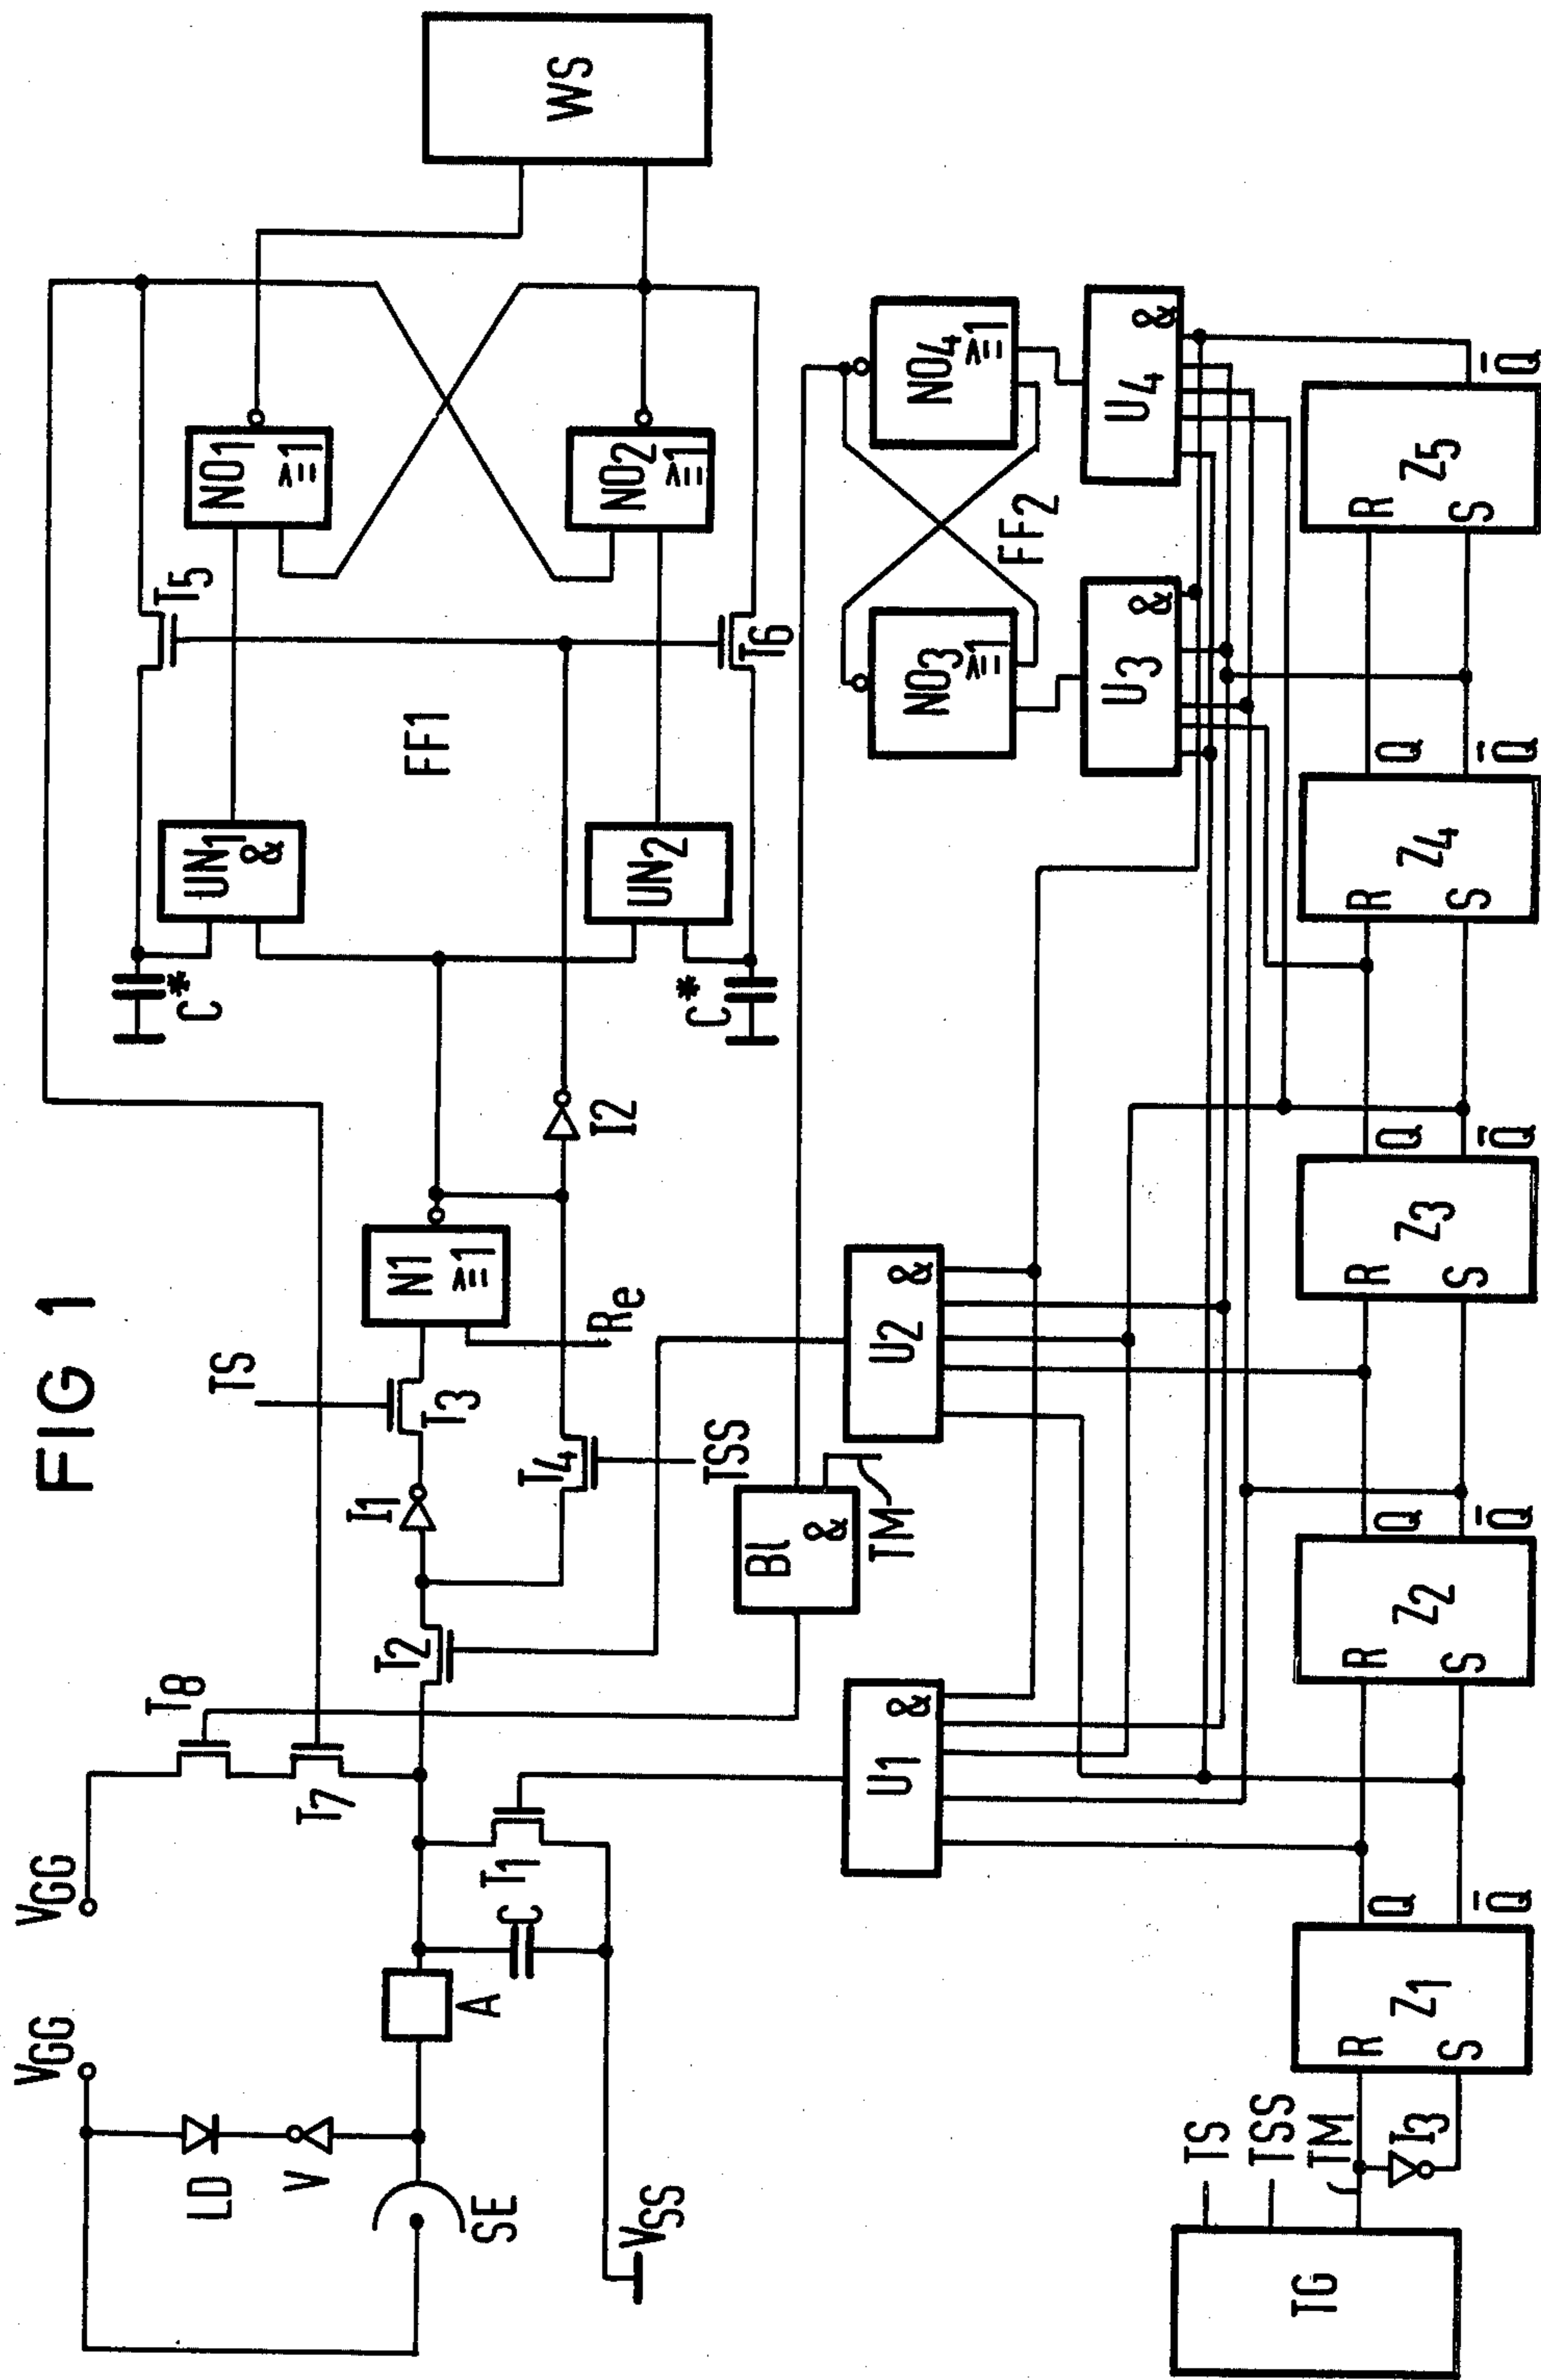 FIG 1
VGG
VGG
LD
V
SE
A
C
VSS
T1
T7
T8
T2
I1
T3
TS
T4
TSS
N1
≥1
Re
I2
C*
C*
UN1
&
UN2
FF1
T5
T6
NO1
≥1
NO2
≥1
WS
BL
&
TM
U1
&
U2
&
NO3
≥1
FF2
NO4
≥1
U3
&
U4
&
TG
TS
TSS
TM
I3
R
S
Z1
Q
Q̄
R
S
Z2
Q
Q̄
R
S
Z3
Q
Q̄
R
S
Z4
Q
Q̄
R
S
Z5
Q̄